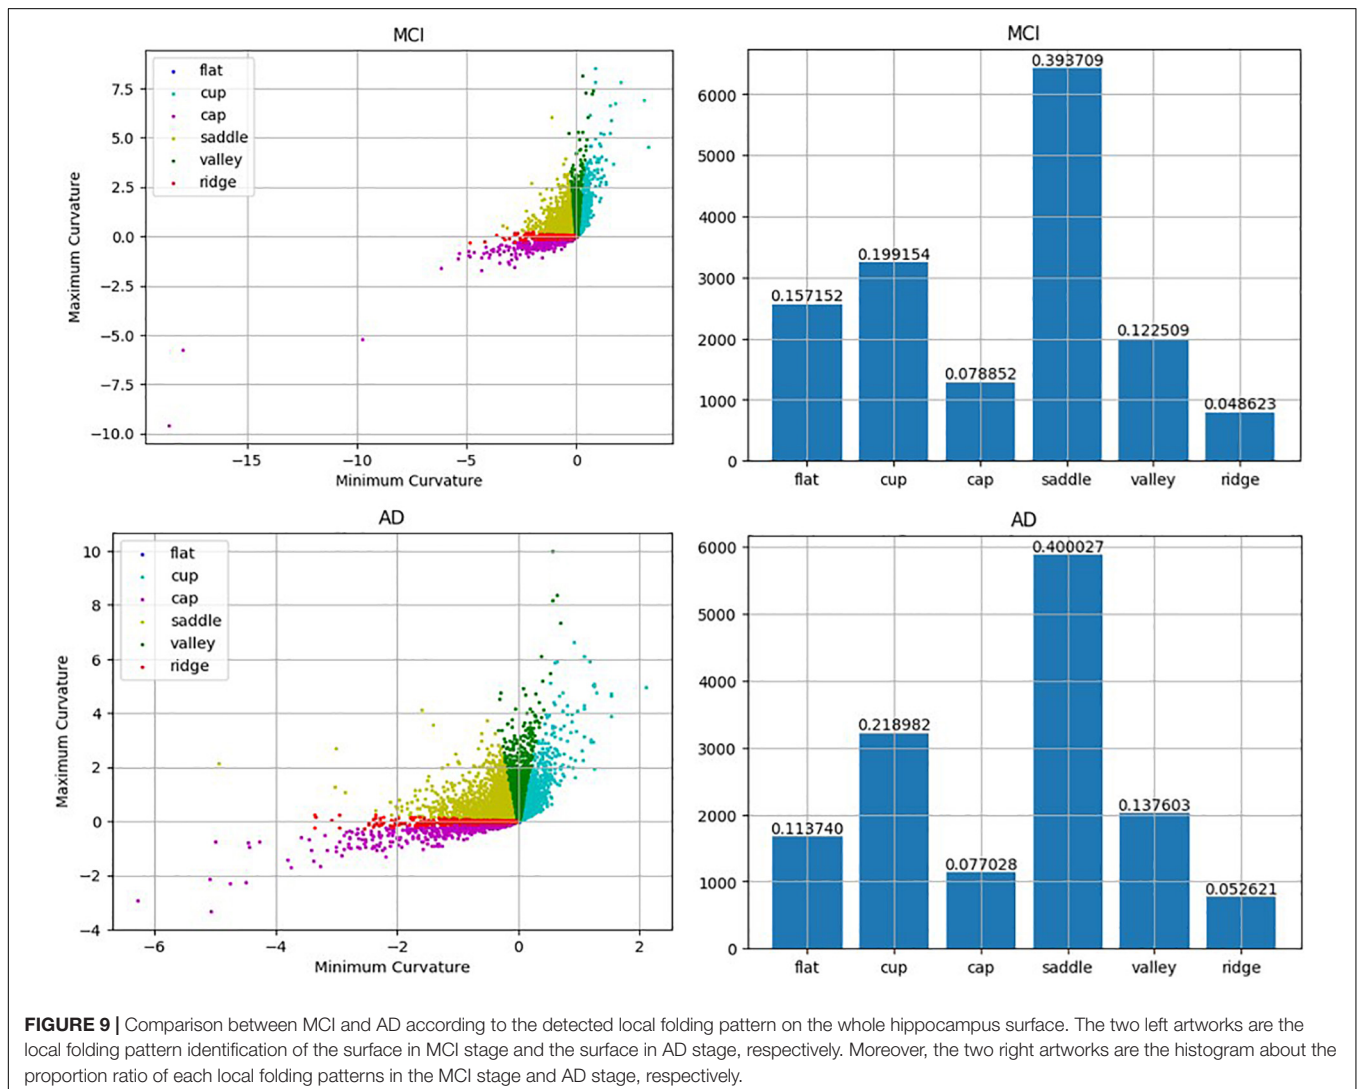 MCI
flat
cup
cap
saddle
valley
ridge
7.5
5.0
2.5
0.0
−2.5
−5.0
−7.5
−10.0
Maximum Curvature
−15
−10
−5
0
Minimum Curvature
MCI
6000
5000
4000
3000
2000
1000
0
0.157152
0.199154
0.078852
0.393709
0.122509
0.048623
flat
cup
cap
saddle
valley
ridge
AD
flat
cup
cap
saddle
valley
ridge
10
8
6
4
2
0
−2
−4
Maximum Curvature
−6
−4
−2
0
2
Minimum Curvature
AD
6000
5000
4000
3000
2000
1000
0
0.113740
0.218982
0.077028
0.400027
0.137603
0.052621
flat
cup
cap
saddle
valley
ridge
FIGURE 9 | Comparison between MCI and AD according to the detected local folding pattern on the whole hippocampus surface. The two left artworks are the
local folding pattern identification of the surface in MCI stage and the surface in AD stage, respectively. Moreover, the two right artworks are the histogram about the
proportion ratio of each local folding patterns in the MCI stage and AD stage, respectively.